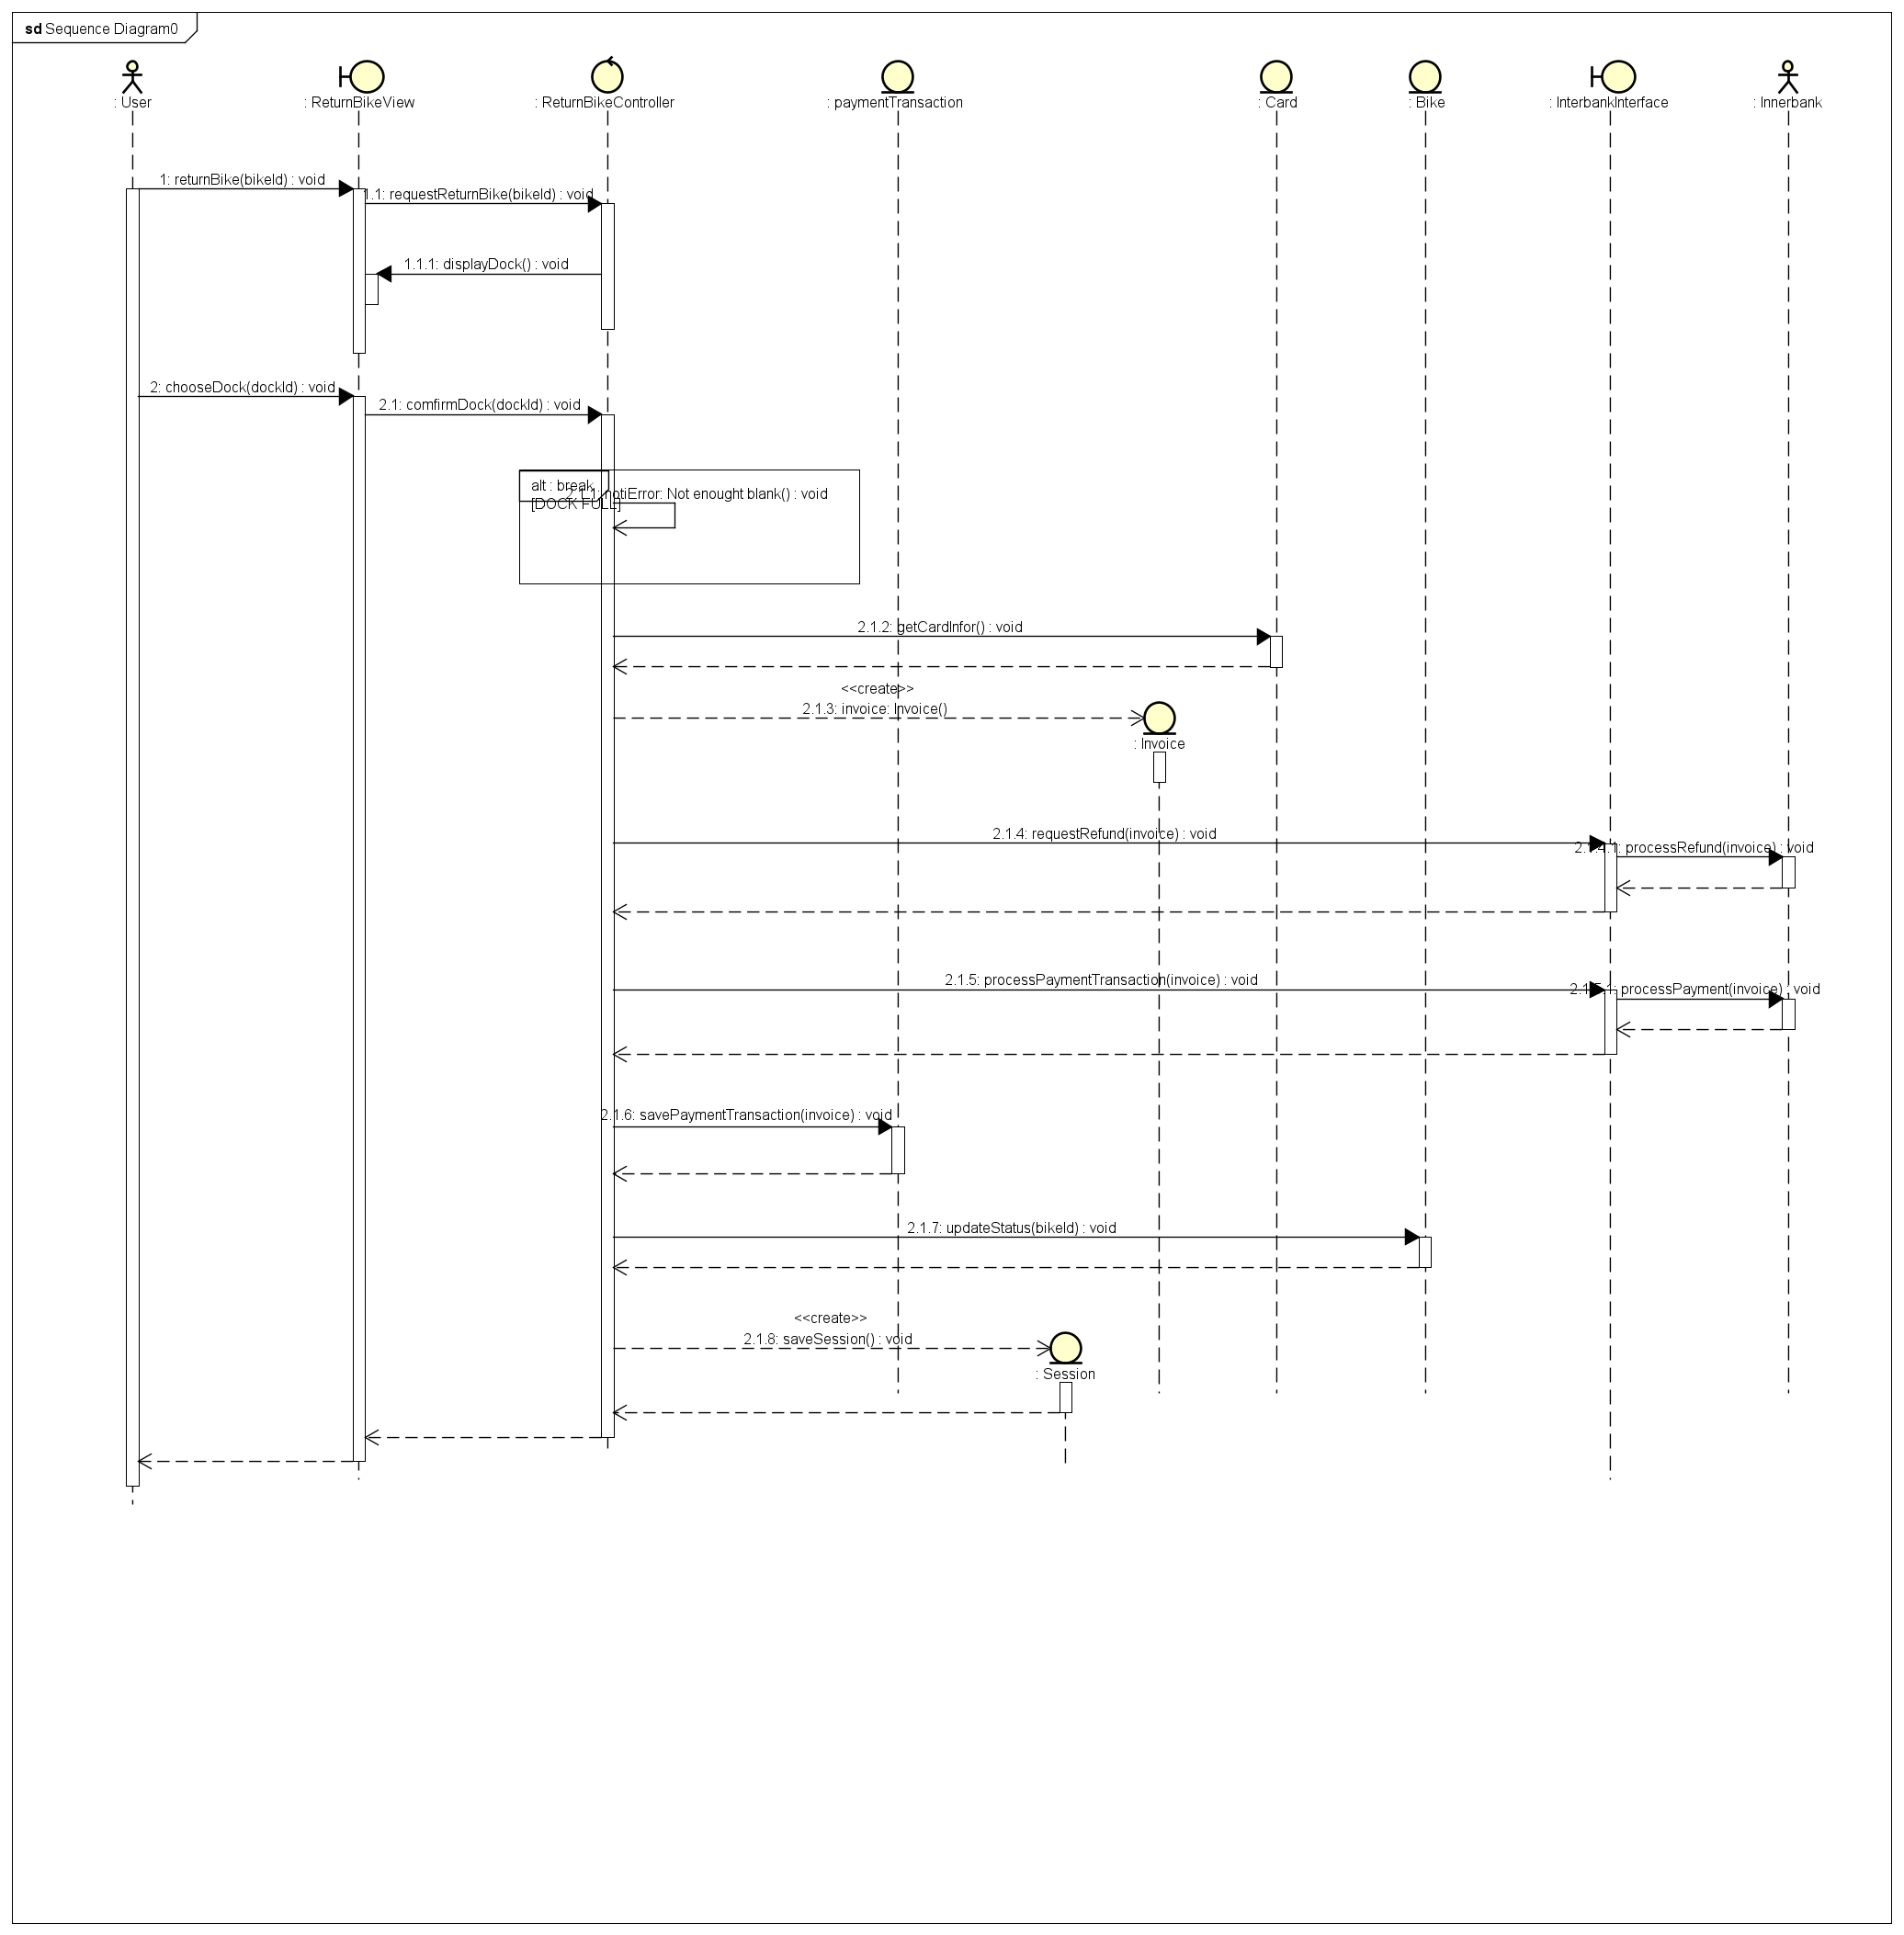 sd Sequence Diagram0
: User
: ReturnBikeView
: ReturnBikeController
: paymentTransaction
: Card
: Bike
: InterbankInterface
: Innerbank
1: returnBike(bikeId) : void
1.1: requestReturnBike(bikeId) : void
1.1.1: displayDock() : void
2: chooseDock(dockId) : void
2.1: comfirmDock(dockId) : void
alt : break
2.1.1: notiError: Not enought blank() : void
[DOCK FULL]
2.1.2: getCardInfor() : void
<<create>>
2.1.3: invoice: Invoice()
: Invoice
2.1.4: requestRefund(invoice) : void
2.1.4.1: processRefund(invoice) : void
2.1.5: processPaymentTransaction(invoice) : void
2.1.5.1: processPayment(invoice) : void
2.1.6: savePaymentTransaction(invoice) : void
2.1.7: updateStatus(bikeId) : void
<<create>>
2.1.8: saveSession() : void
: Session